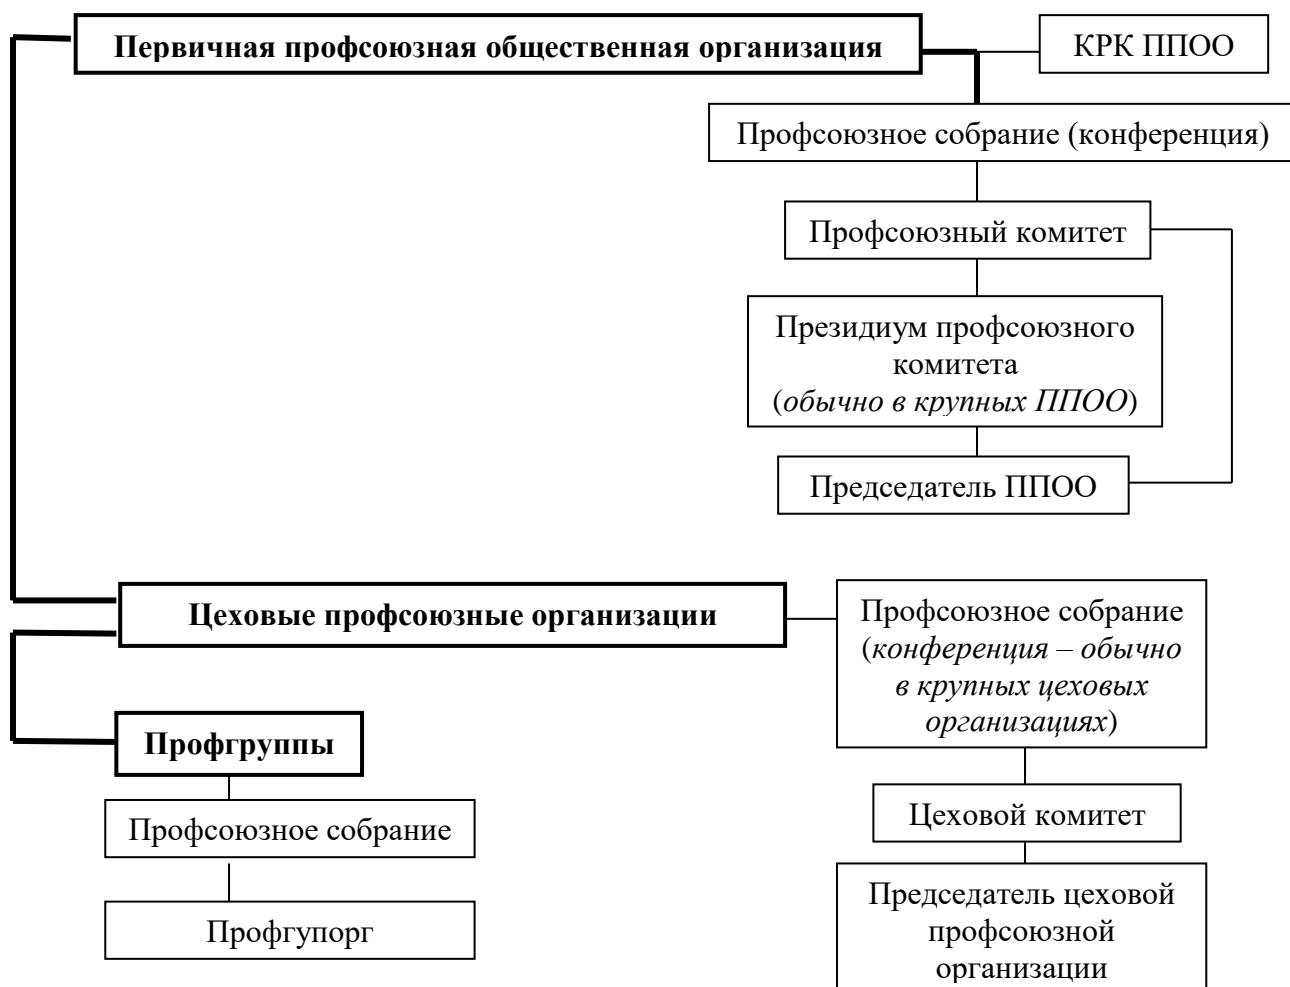 Первичная профсоюзная общественная организация
КРК ППОО
Профсоюзное собрание (конференция)
Профсоюзный комитет
Президиум профсоюзного
комитета
(обычно в крупных ППОО)
Председатель ППОО
Цеховые профсоюзные организации
Профсоюзное собрание
(конференция – обычно
в крупных цеховых
организациях)
Профгруппы
Профсоюзное собрание
Профгупорг
Цеховой комитет
Председатель цеховой
профсоюзной
организации